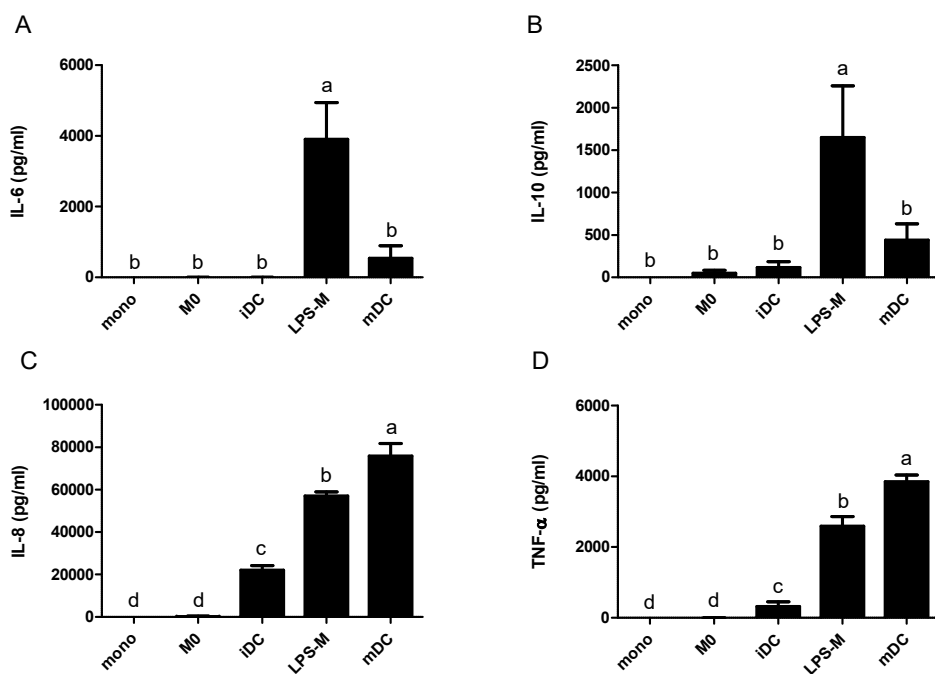 A
IL-6 (pg/ml)
6000
4000
2000
0
b b b a b
mono M0 iDC LPS-M mDC
B
IL-10 (pg/ml)
2500
2000
1500
1000
500
0
b b b a b
mono M0 iDC LPS-M mDC
C
IL-8 (pg/ml)
100000
80000
60000
40000
20000
0
d d c b a
mono M0 iDC LPS-M mDC
D
TNF-α (pg/ml)
6000
4000
2000
0
d d c b a
mono M0 iDC LPS-M mDC